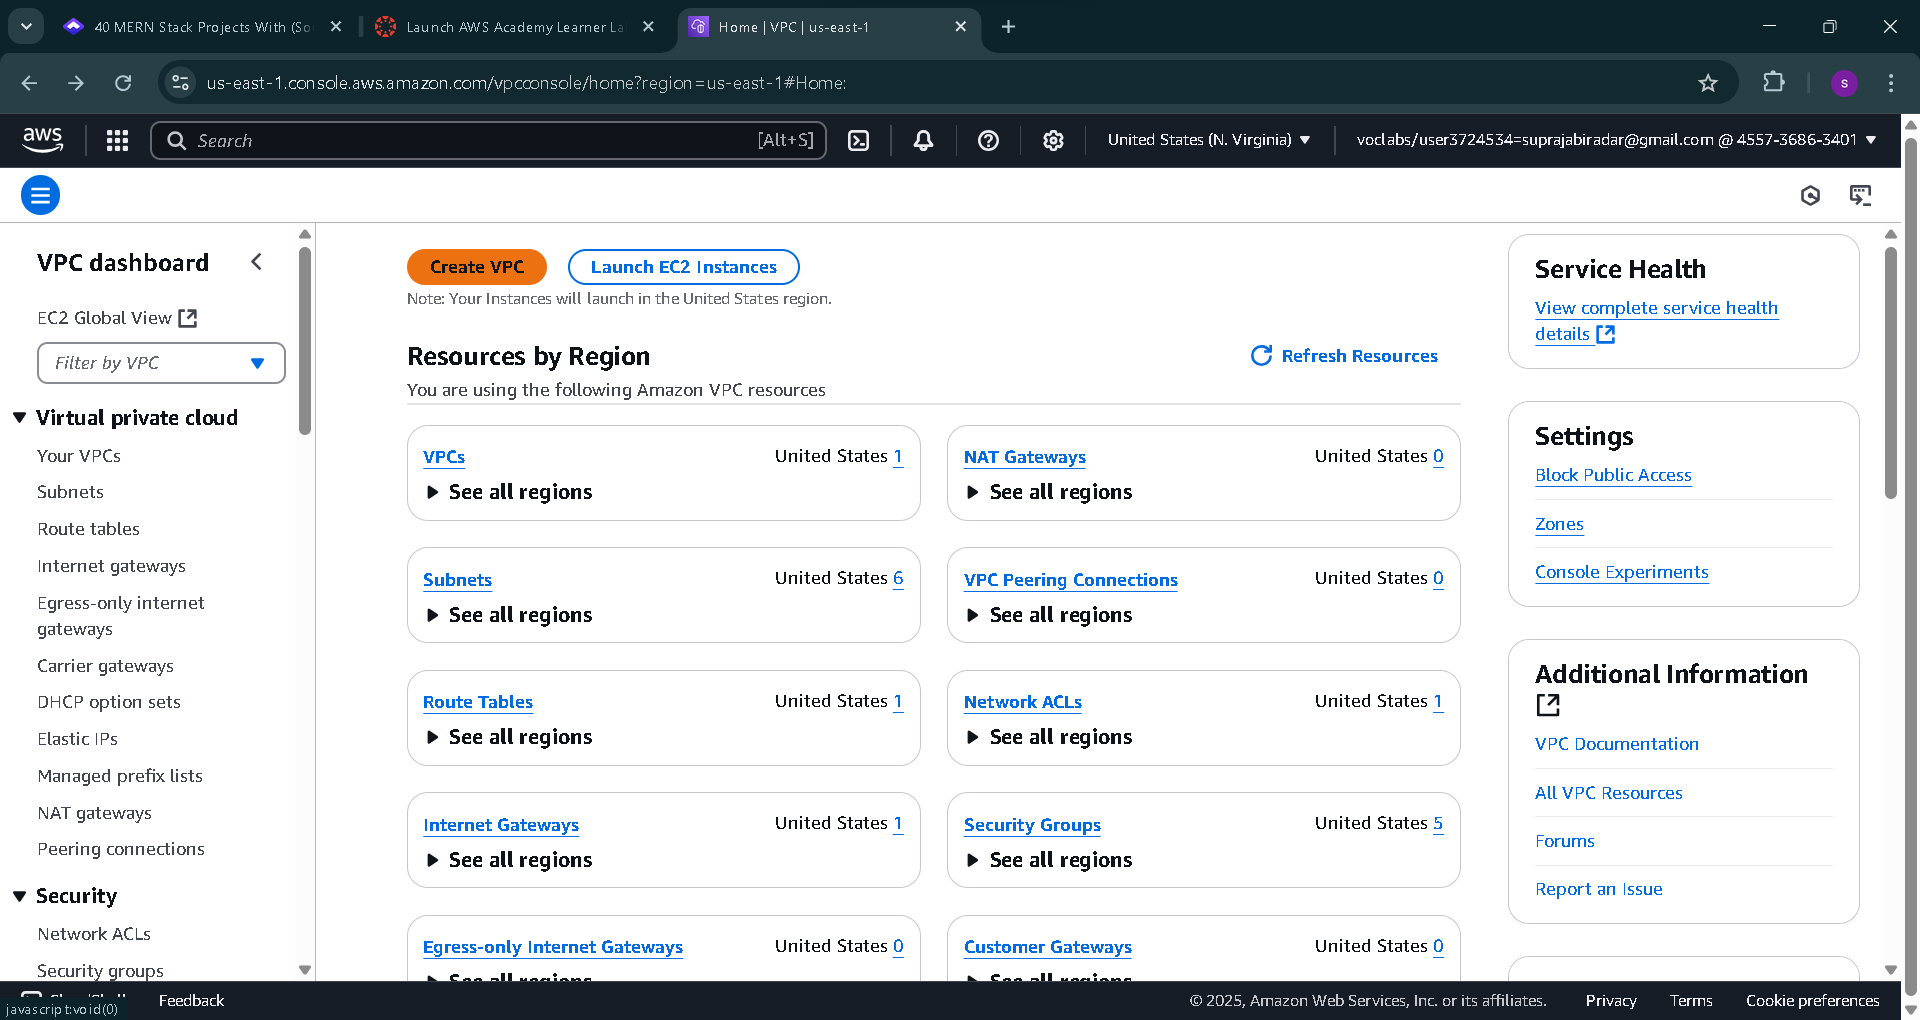 40 MERN Stack Projects With (So
Launch AWS Academy Learner La
Home | VPC | us-east-1
us-east-1.console.aws.amazon.com/vpcconsole/home?region=us-east-1#Home:
s
aws
Search
[Alt+S]
United States (N. Virginia)
voclabs/user3724534=suprajabiradar@gmail.com @ 4557-3686-3401
VPC dashboard
EC2 Global View
Filter by VPC
Virtual private cloud
Your VPCs
Subnets
Route tables
Internet gateways
Egress-only internet
gateways
Carrier gateways
DHCP option sets
Elastic IPs
Managed prefix lists
NAT gateways
Peering connections
Security
Network ACLs
Security groups
Create VPC
Launch EC2 Instances
Note: Your Instances will launch in the United States region.
Resources by Region
Refresh Resources
You are using the following Amazon VPC resources
VPCs
United States 1
See all regions
NAT Gateways
United States 0
See all regions
Subnets
United States 6
See all regions
VPC Peering Connections
United States 0
See all regions
Route Tables
United States 1
See all regions
Network ACLs
United States 1
See all regions
Internet Gateways
United States 1
See all regions
Security Groups
United States 5
See all regions
Egress-only Internet Gateways
United States 0
See all regions
Customer Gateways
United States 0
See all regions
Service Health
View complete service health
details
Settings
Block Public Access
Zones
Console Experiments
Additional Information
VPC Documentation
All VPC Resources
Forums
Report an Issue
CloudShell
Feedback
javascript:void(0)
© 2025, Amazon Web Services, Inc. or its affiliates.
Privacy
Terms
Cookie preferences